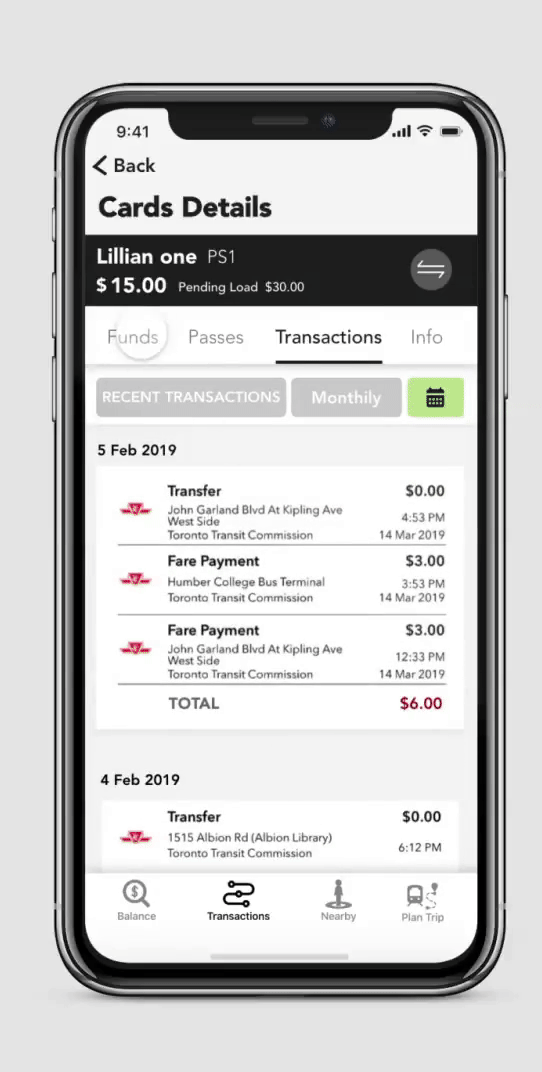 9:41
Back
Cards Details
Lillian one PS1
$15.00 Pending Load $30.00
Funds Passes Transactions Info
RECENT TRANSACTIONS Monthily
5 Feb 2019
Transfer $0.00
John Garland Blvd At Kipling Ave
West Side 4:53 PM
Toronto Transit Commission 14 Mar 2019
Fare Payment $3.00
Humber College Bus Terminal 3:53 PM
Toronto Transit Commission 14 Mar 2019
Fare Payment $3.00
John Garland Blvd At Kipling Ave
West Side 12:33 PM
Toronto Transit Commission 14 Mar 2019
TOTAL $6.00
4 Feb 2019
Transfer $0.00
1515 Albion Rd (Albion Library)
Toronto Transit Commission 6:12 PM
Balance Transactions Nearby Plan Trip